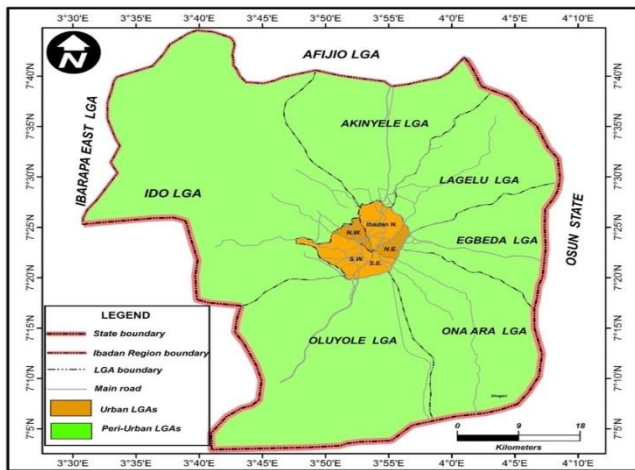 3°30'E 3°35'E 3°40'E 3°45'E 3°50'E 3°55'E 4°0'E 4°5'E 4°10'E
N
AFIJIO LGA
7°40'N
7°35'N
7°30'N
7°25'N
7°20'N
7°15'N
7°10'N
7°5'N
IBARAPA EAST LGA
AKINYELE LGA
LAGELU LGA
IDO LGA
Ibadan N.
N.W.
N.E.
EGBEDA LGA
S.W.
S.E.
OSUN STATE
OLUYOLE LGA
ONA ARA LGA
LEGEND
State boundary
Ibadan Region boundary
LGA boundary
Main road
Urban LGAs
Peri-Urban LGAs
0 9 18
Kilometers
7°40'N
7°35'N
7°30'N
7°25'N
7°20'N
7°15'N
7°10'N
7°5'N
3°30'E 3°35'E 3°40'E 3°45'E 3°50'E 3°55'E 4°0'E 4°5'E 4°10'E